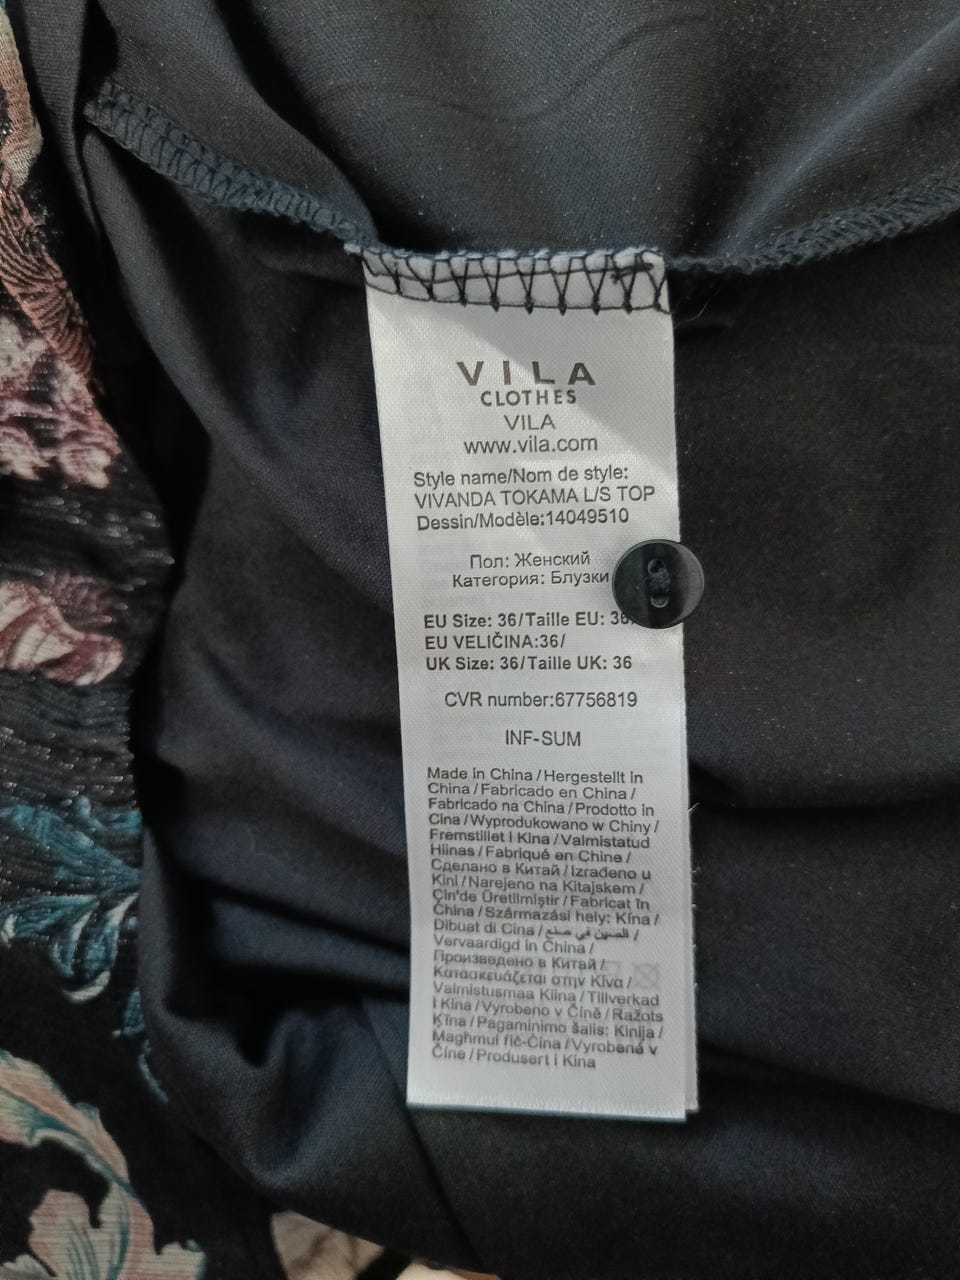 VILA
CLOTHES
VILA
www.vila.com
Style name/Nom de style:
VIVANDA TOKAMA L/S TOP
Dessin/Modèle:14049510
Пол: Женский
Категория: Блузки
EU Size: 36/Taille EU: 36/
EU VELIČINA:36/
UK Size: 36/Taille UK: 36
CVR number:67756819
INF-SUM
Made in China/Hergestellt in
China/Fabricado en China/
Fabricado na China/Prodotto in
Cina/Wyprodukowano w Chiny/
Fremstillet I Kina/Valmistatud
Hiinas/Fabriqué en Chine/
Сделано в Китай/Izrađeno u
Kini/Narejeno na Kitajskem/
Çin'de Üretilmiştir/Fabricat în
China/Származási hely: Kína/
Dibuat di Cina/الصين في صنع/
Vervaardigd in China/
Произведено в Китай/
Κατασκευάζεται στην Κίνα/
Valmistusmaa Kiina/Tillverkad
I Kina/Vyrobeno v Číně/Ražots
Ķīna/Pagaminimo šalis: Kinija/
Magħmul fiċ-Ċina/Vyrobené v
Číne/Produsert i Kina